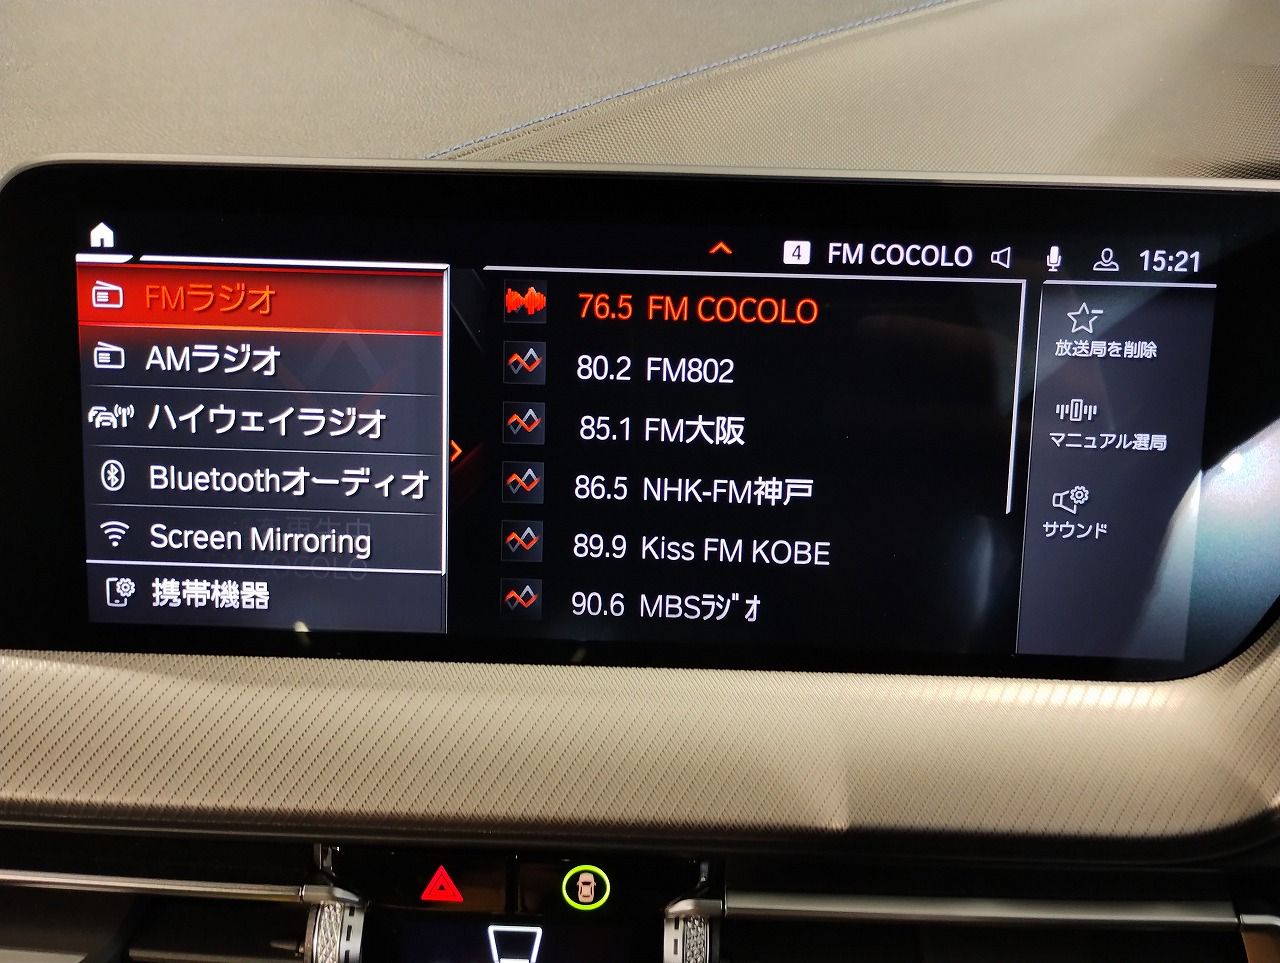 4 FM COCOLO 15:21
FMラジオ
AMラジオ
ハイウェイラジオ
Bluetoothオーディオ
Screen Mirroring
携帯機器
76.5 FM COCOLO
80.2 FM802
85.1 FM大阪
86.5 NHK-FM神戸
89.9 Kiss FM KOBE
90.6 MBSﾗｼﾞｵ
放送局を削除
マニュアル選局
サウンド